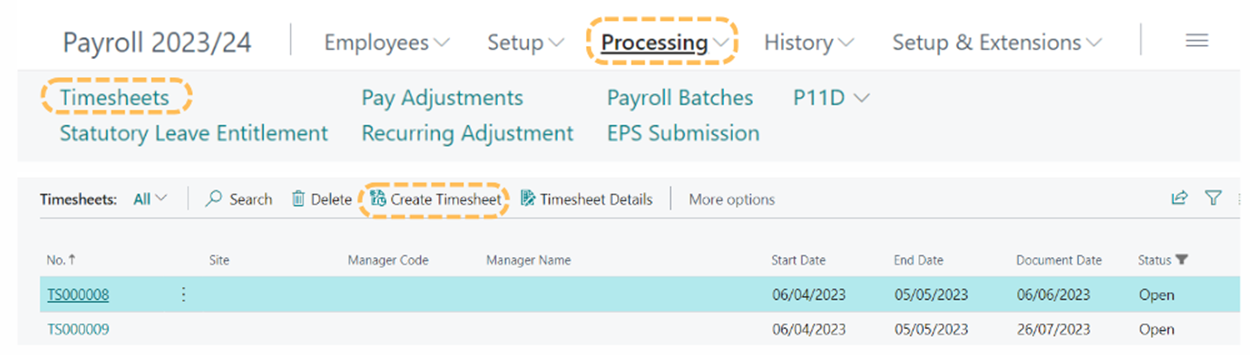 Payroll 2023/24 Employees Setup Processing History Setup & Extensions
Timesheets Pay Adjustments Payroll Batches P11D
Statutory Leave Entitlement Recurring Adjustment EPS Submission
Timesheets: All Search Delete Create Timesheet Timesheet Details More options
No. ↑ Site Manager Code Manager Name Start Date End Date Document Date Status
TS000008 06/04/2023 05/05/2023 06/06/2023 Open
TS000009 06/04/2023 05/05/2023 26/07/2023 Open